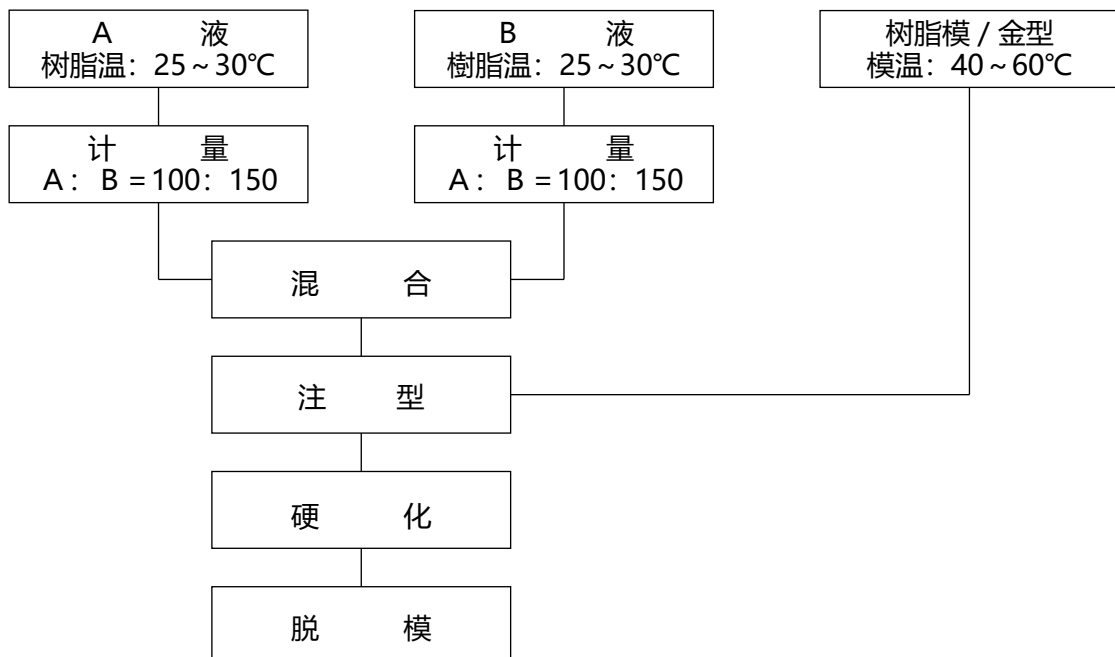 A 液
树脂温：25～30℃
B 液
樹脂温：25～30℃
树脂模 / 金型
模温：40～60℃
计 量
A：B＝100：150
计 量
A：B＝100：150
混 合
注 型
硬 化
脱 模